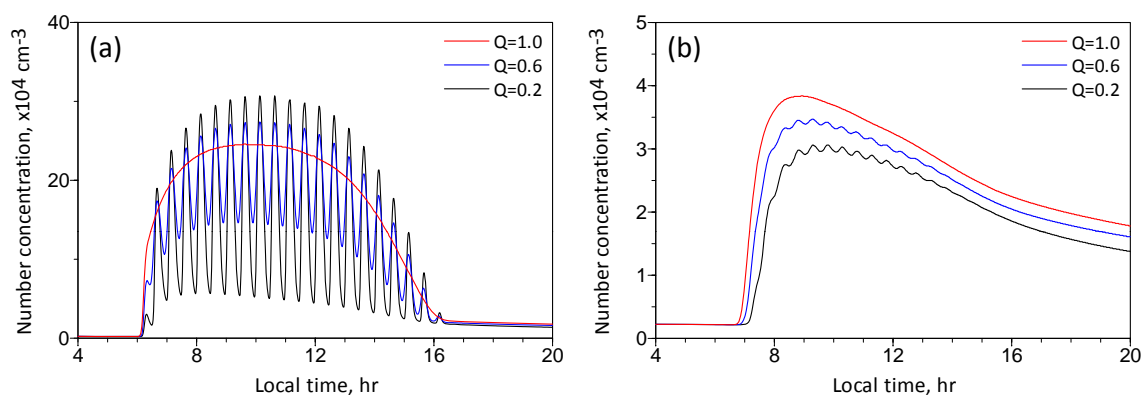 (a)
Number concentration, x10⁴ cm⁻³
40
20
0
4
8
12
16
20
Local time, hr
Q=1.0
Q=0.6
Q=0.2
(b)
Number concentration, x10⁴ cm⁻³
5
4
3
2
1
0
4
8
12
16
20
Local time, hr
Q=1.0
Q=0.6
Q=0.2